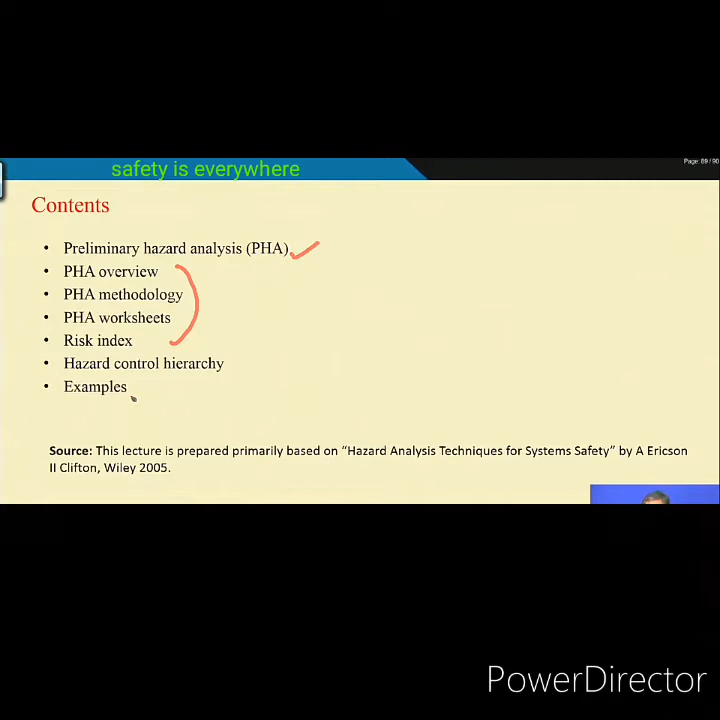 safety is everywhere
Page: 89 / 90
Contents
• Preliminary hazard analysis (PHA)
• PHA overview
• PHA methodology
• PHA worksheets
• Risk index
• Hazard control hierarchy
• Examples
Source: This lecture is prepared primarily based on “Hazard Analysis Techniques for Systems Safety” by A Ericson
II Clifton, Wiley 2005.
PowerDirector